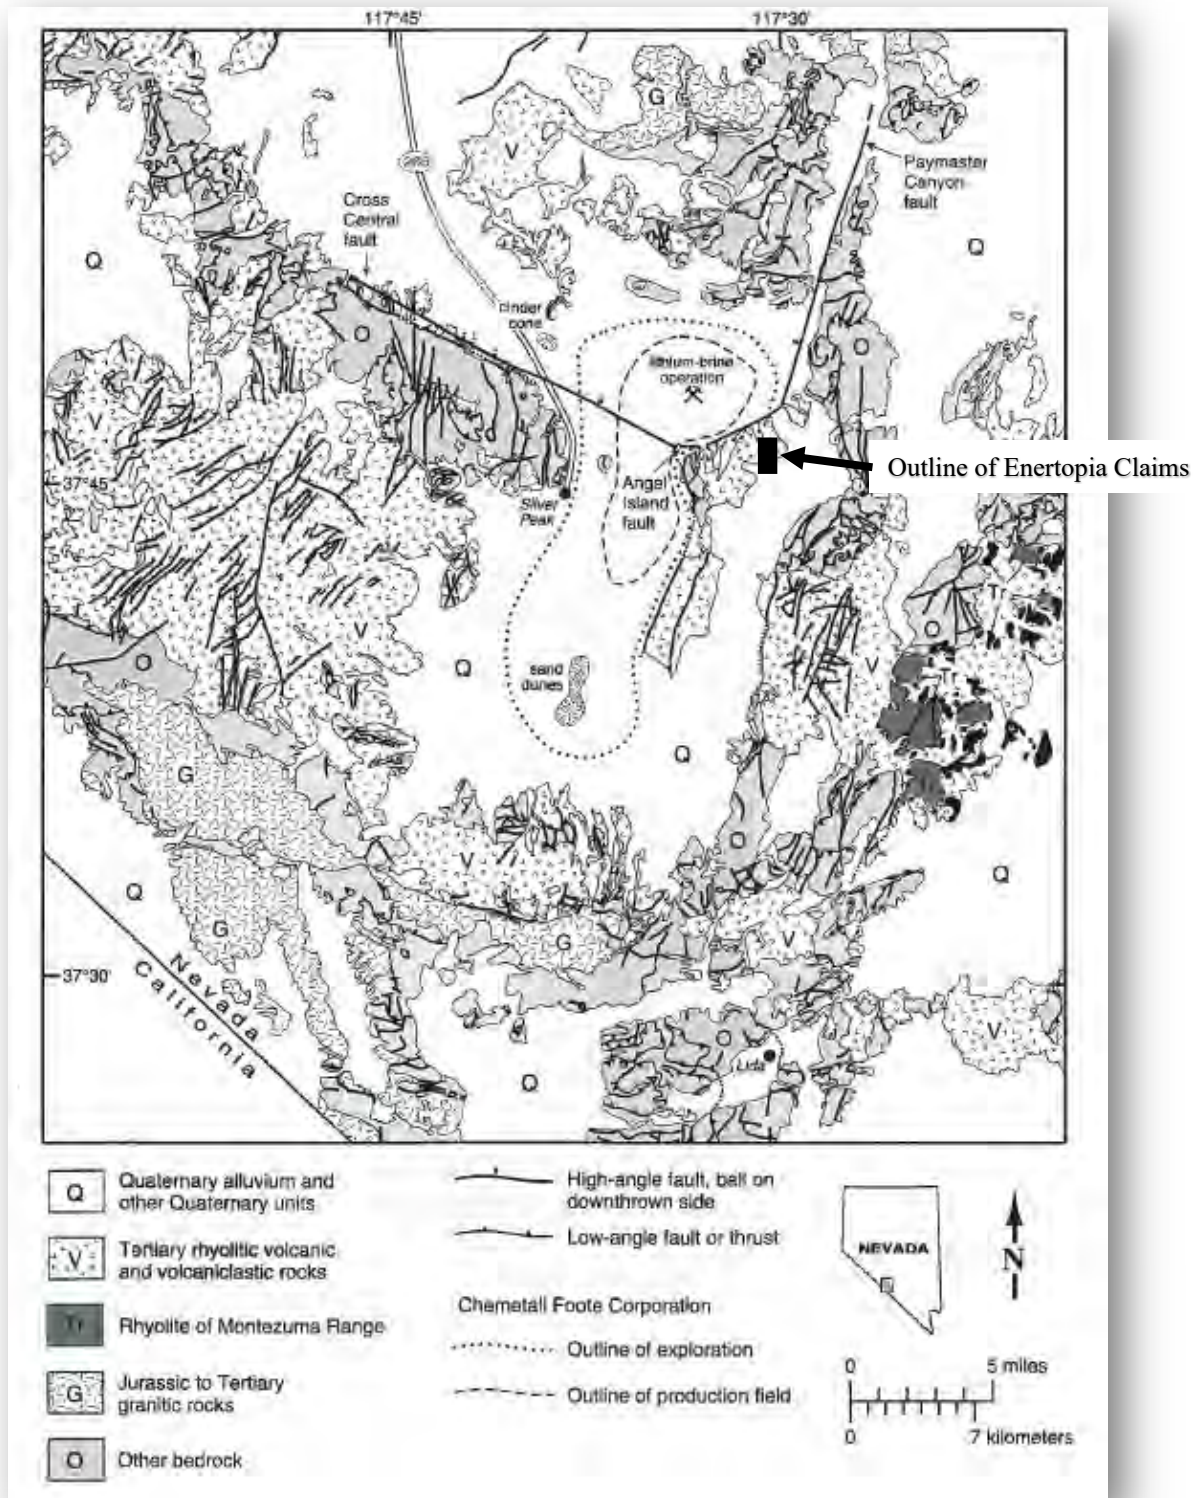 117°45'
117°30'
G
V
265
Paymaster
Canyon
fault
Cross
Central
fault
Q
Q
cinder
cone
O
O
lithium-brine
operation
V
Outline of Enertopia Claims
37°45'
Silver
Peak
Angel
Island
fault
Tr
O
V
O
V
Q
sand
dunes
Tr
Q
G
O
V
Q
Q
G
G
V
37°30'
Nevada
California
V
O
Lida
Q
Q
Quaternary alluvium and
other Quaternary units
V
Tertiary rhyolitic volcanic
and volcaniclastic rocks
Tr
Rhyolite of Montezuma Range
G
Jurassic to Tertiary
granitic rocks
O
Other bedrock
High-angle fault, ball on
downthrown side
Low-angle fault or thrust
Chemetall Foote Corporation
Outline of exploration
Outline of production field
NEVADA
N
0
5 miles
0
7 kilometers